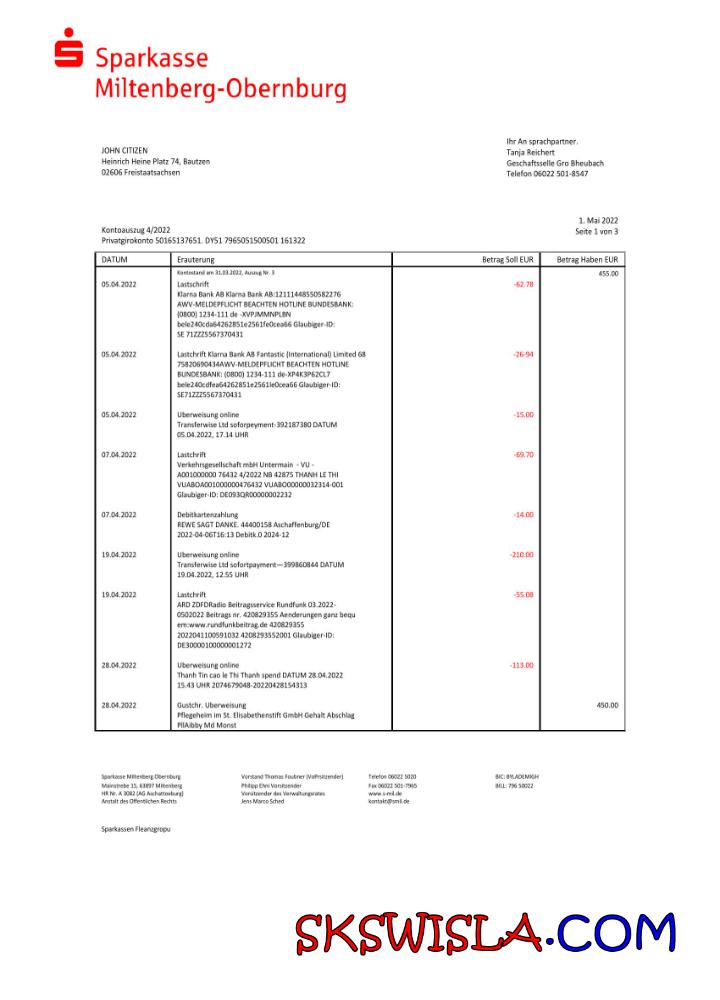 Sparkasse
Miltenberg-Obernburg
JOHN CITIZEN
Heinrich Heine Platz 74, Bautzen
02606 Freistaatsachsen
Ihr An sprachpartner.
Tanja Reichert
Geschaftsselle Gro Bheubach
Telefon 06022 501-8547
1. Mai 2022
Seite 1 von 3
Kontoauszug 4/2022
Privatgirokonto 50165137651. DY51 7965051500501 161322
DATUM Erauterung Betrag Soll EUR Betrag Haben EUR
Kontostand am 31.03.2022, Auszug Nr. 3 455.00
05.04.2022 Lastschrift -62.78
Klarna Bank AB Klarna Bank AB:12111448550582276
AWV-MELDEPFLICHT BEACHTEN HOTLINE BUNDESBANK:
(0800) 1234-111 de -XVPJMMNPLBN
bele240cda64262851e2561fe0cea66 Glaubiger-ID:
SE 71ZZZ5567370431
05.04.2022 Lastchrift Klarna Bank AB Fantastic (International) Limited 68 -26-94
75820690434AWV-MELDEPFLICHT BEACHTEN HOTLINE
BUNDESBANK: (0800) 1234-111 de-XP4K3P62CL7
bele240cdfea64262851e2561le0cea66 Glaubiger-ID:
SE71ZZZ5567370431
05.04.2022 Uberweisung online -15.00
Transferwise Ltd soforpeyment-392187380 DATUM
05.04.2022, 17.14 UHR
07.04.2022 Lastschrift -69.70
Verkehrsgesellschaft mbH Untermain - VU -
A001000000 76432 4/2022 NB 42875 THANH LE THI
VUABOA001000000476432 VUABO00000032314-001
Glaubiger-ID: DE093QR00000002232
07.04.2022 Debitkartenzahlung -14.00
REWE SAGT DANKE. 44400158 Aschaffenburg/DE
2022-04-06T16:13 Debitk.0 2024-12
19.04.2022 Uberweisung online -210.00
Transferwise Ltd sofortpayment—399860844 DATUM
19.04.2022, 12.55 UHR
19.04.2022 Lastschrift -55.08
ARD ZDFDRadio Beitragsservice Rundfunk 03.2022-
0502022 Beitrags nr. 420829355 Aenderungen ganz bequ
em:www.rundfunkbeitrag.de 420829355
2022041100591032 4208293552001 Glaubiger-ID:
DE30000100000001272
28.04.2022 Uberweisung online -113.00
Thanh Tin cao le Thi Thanh spend DATUM 28.04.2022
15.43 UHR 2074679048-20220428154313
28.04.2022 Gustchr. Uberweisung 450.00
Pflegeheim im St. Elisabethenstift GmbH Gehalt Abschlag
PllAibby Md Monst
Sparkasse Miltenberg Obernburg
Mainstrebe 15, 63897 Miltenberg
HR Nr. A 3082 (AG Aschattoxburg)
Anstalt des Offentlichen Rechts
Vorstand Thomas Foubner (VoPrsitzender)
Philipp Ehni Vorsitzender
Vorsitzender des Verwaltungsrates
Jens Marco Sched
Telefon 06022 5020
Fax 06022 501-7965
www.s-mil.de
kontakt@smil.de
BIC: BYLADEMIGH
BILL: 796 50022
Sparkassen Fleanzgropu
SKSWISLA.COM